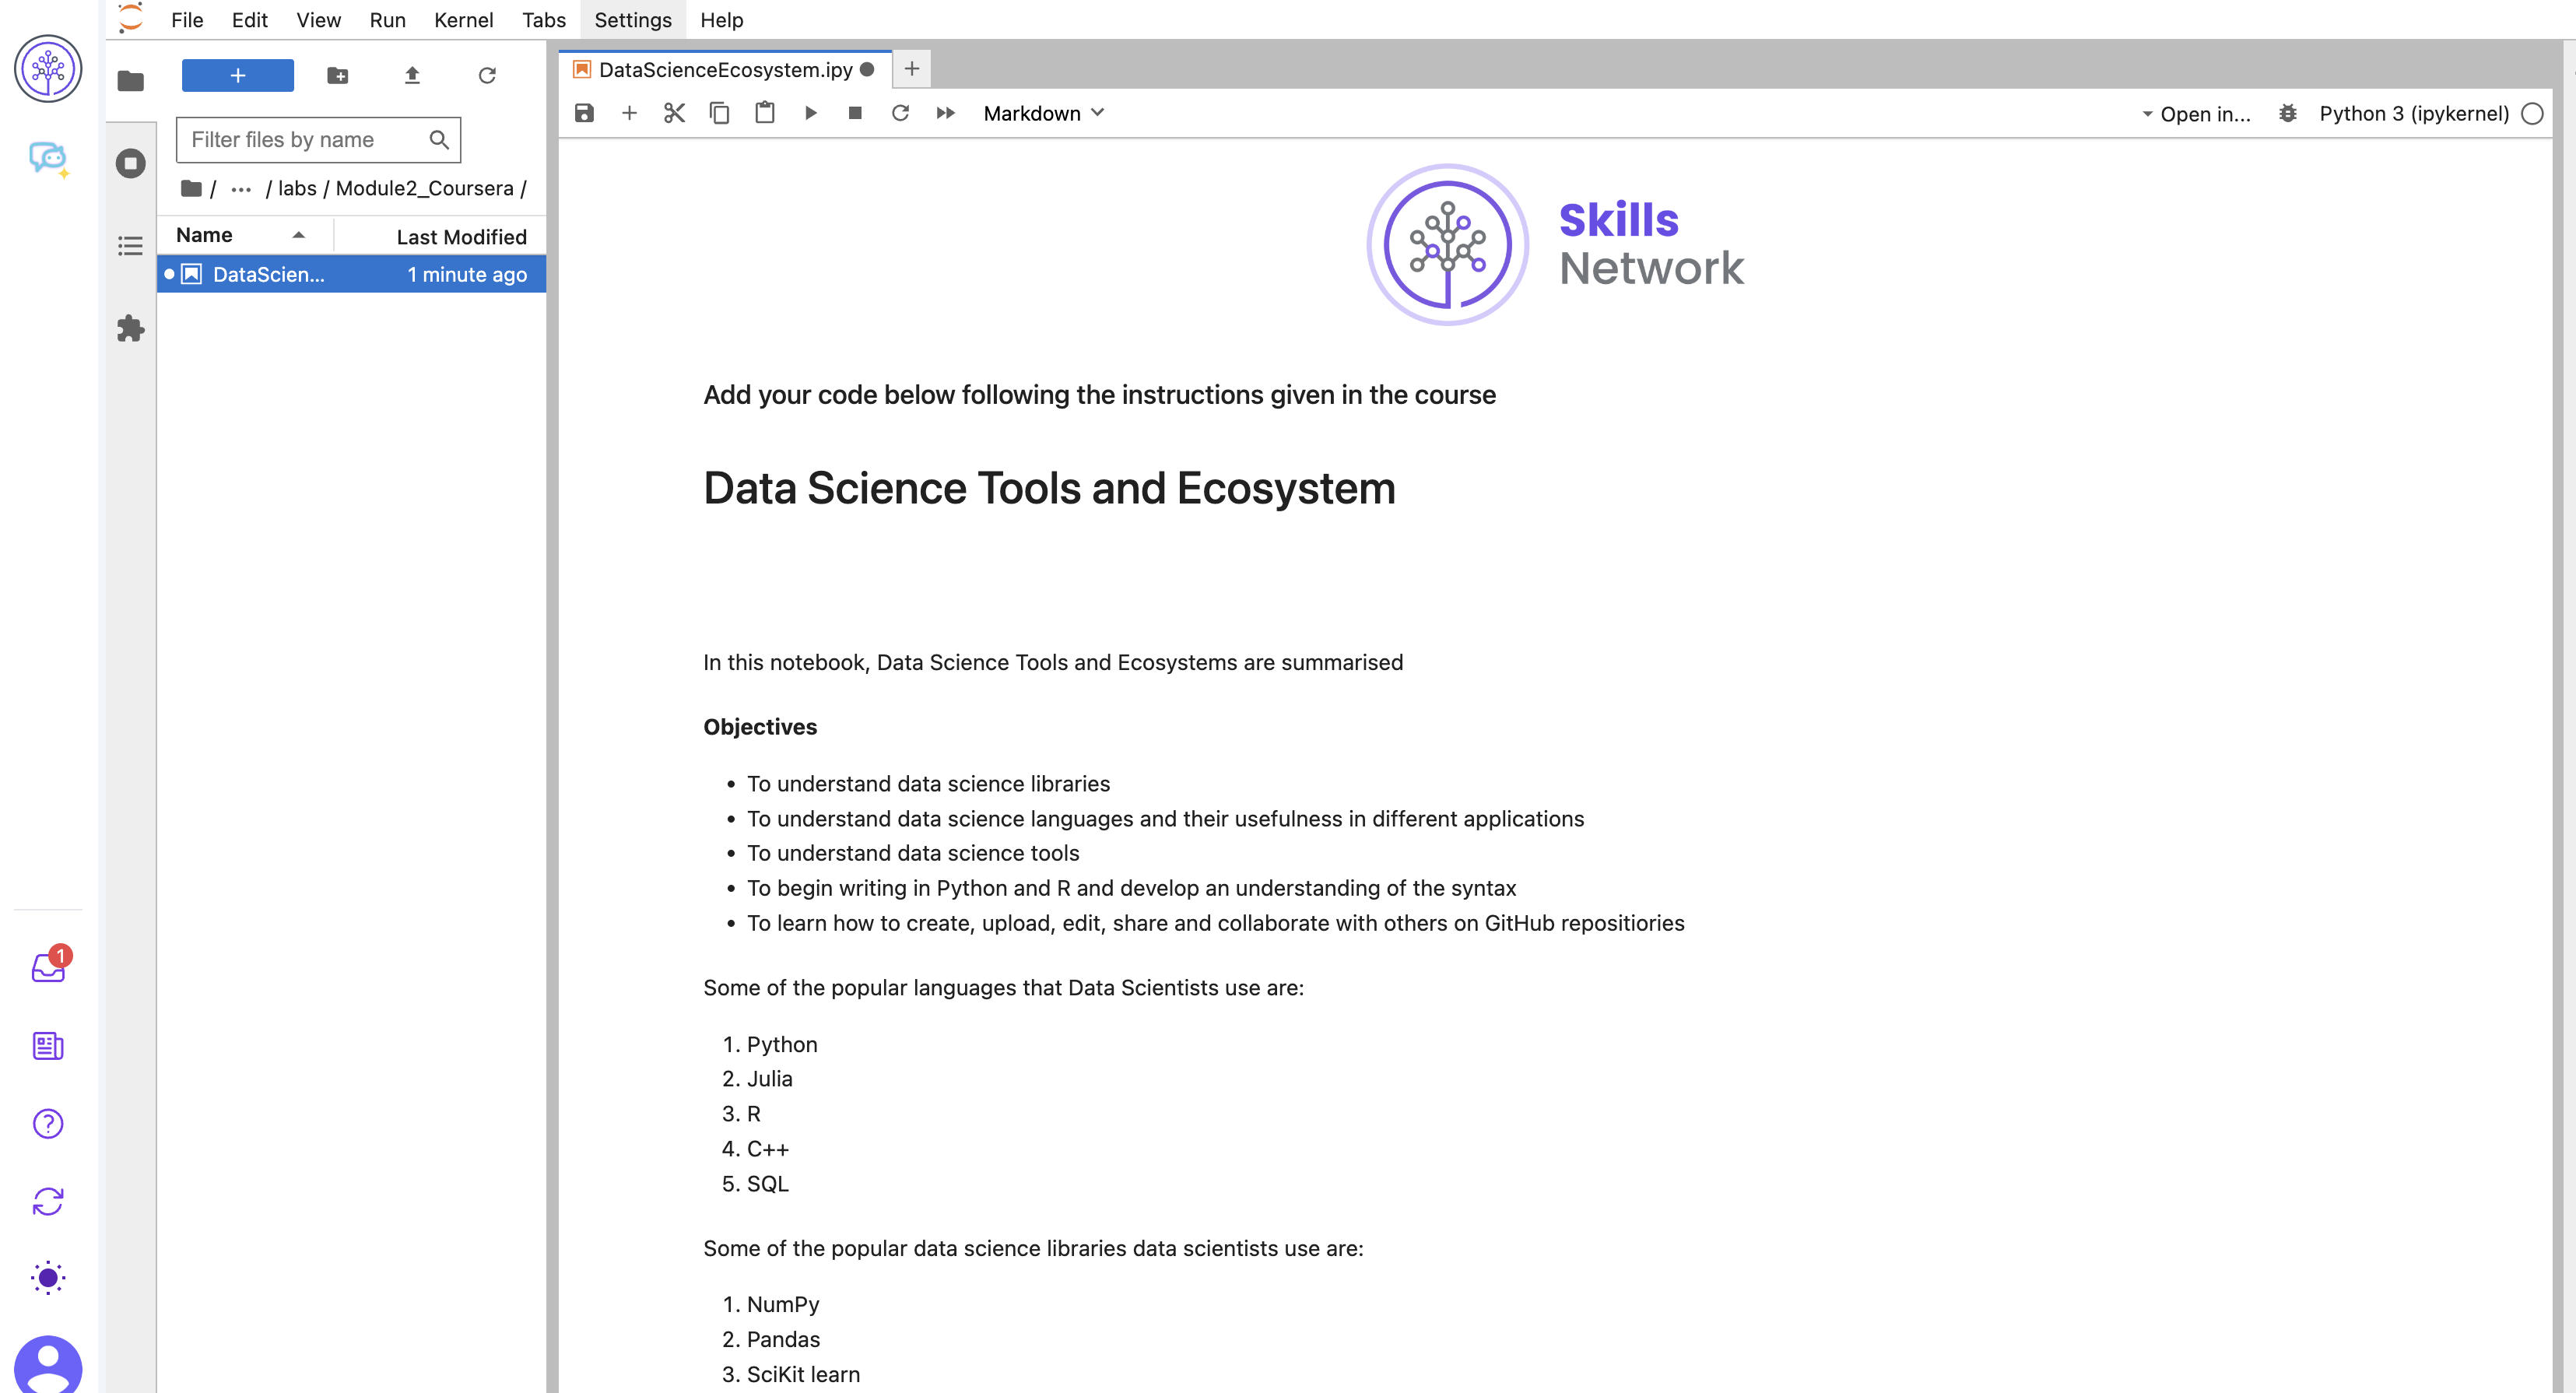 File Edit View Run Kernel Tabs Settings Help
DataScienceEcosystem.ipy
Markdown
Open in...
Python 3 (ipykernel)
Filter files by name
/ ... / labs / Module2_Coursera /
Name Last Modified
DataScien... 1 minute ago
Skills
Network
Add your code below following the instructions given in the course
Data Science Tools and Ecosystem
In this notebook, Data Science Tools and Ecosystems are summarised
Objectives
• To understand data science libraries
• To understand data science languages and their usefulness in different applications
• To understand data science tools
• To begin writing in Python and R and develop an understanding of the syntax
• To learn how to create, upload, edit, share and collaborate with others on GitHub repositiories
Some of the popular languages that Data Scientists use are:
1. Python
2. Julia
3. R
4. C++
5. SQL
Some of the popular data science libraries data scientists use are:
1. NumPy
2. Pandas
3. SciKit learn
1